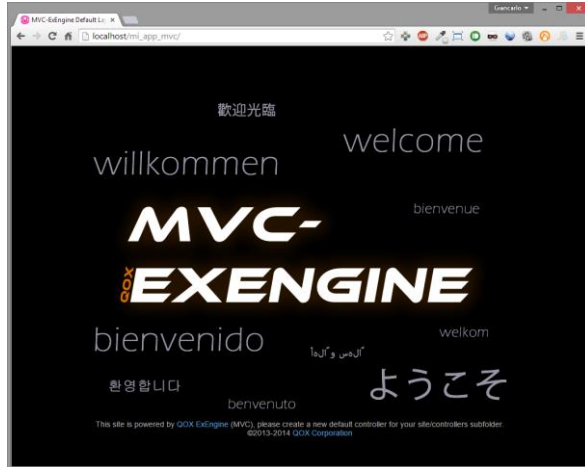 Giancarlo
MVC-ExEngine Default La
localhost/mi_app_mvc/
歡迎光臨
welcome
willkommen
bienvenue
MVC-
QOX
EXENGINE
welkom
bienvenido
ًالهس و ًالهأ
환영합니다
ようこそ
benvenuto
This site is powered by QOX ExEngine (MVC), please create a new default controller for your site/controllers subfolder.
©2013-2014 QOX Corporation